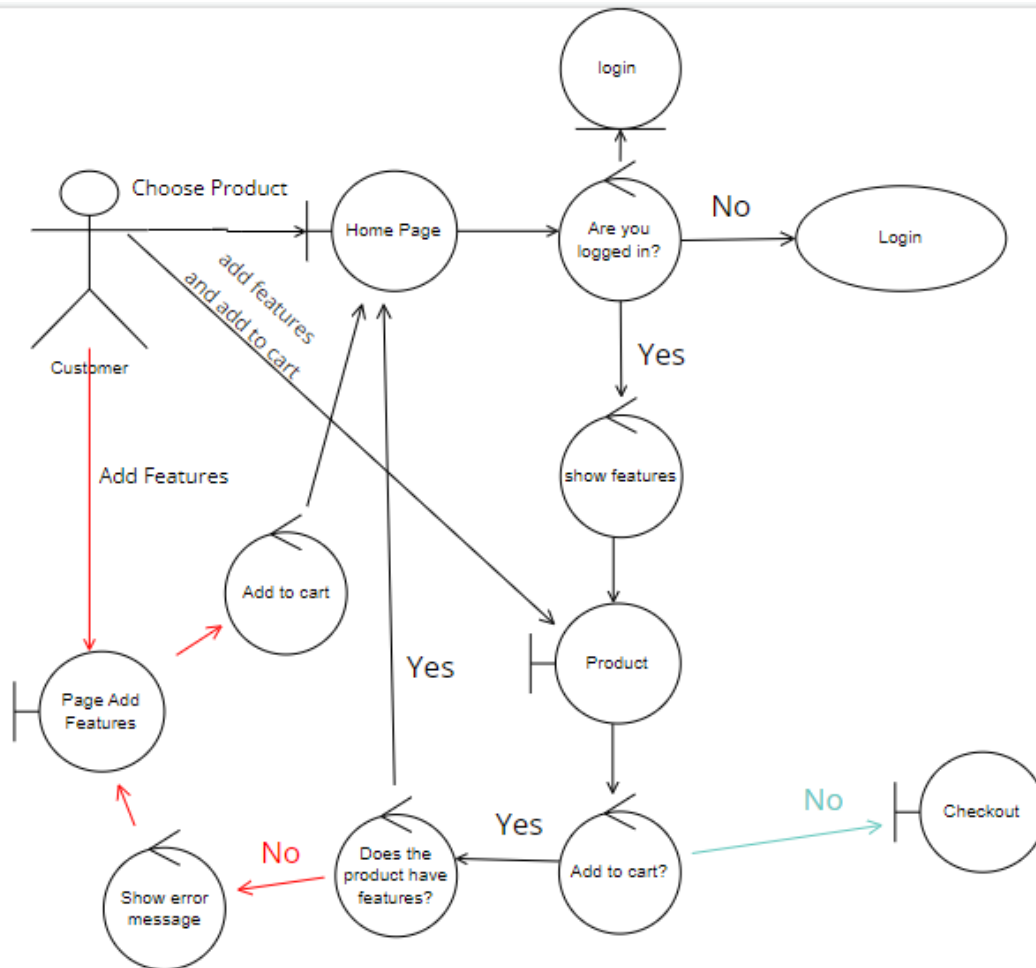 login
Choose Product
Home Page
Are you
logged in?
No
Login
add features
and add to cart
Yes
Customer
Add Features
show features
Add to cart
Product
Yes
Page Add
Features
No
Checkout
Yes
Does the
product have
features?
Add to cart?
No
Show error
message